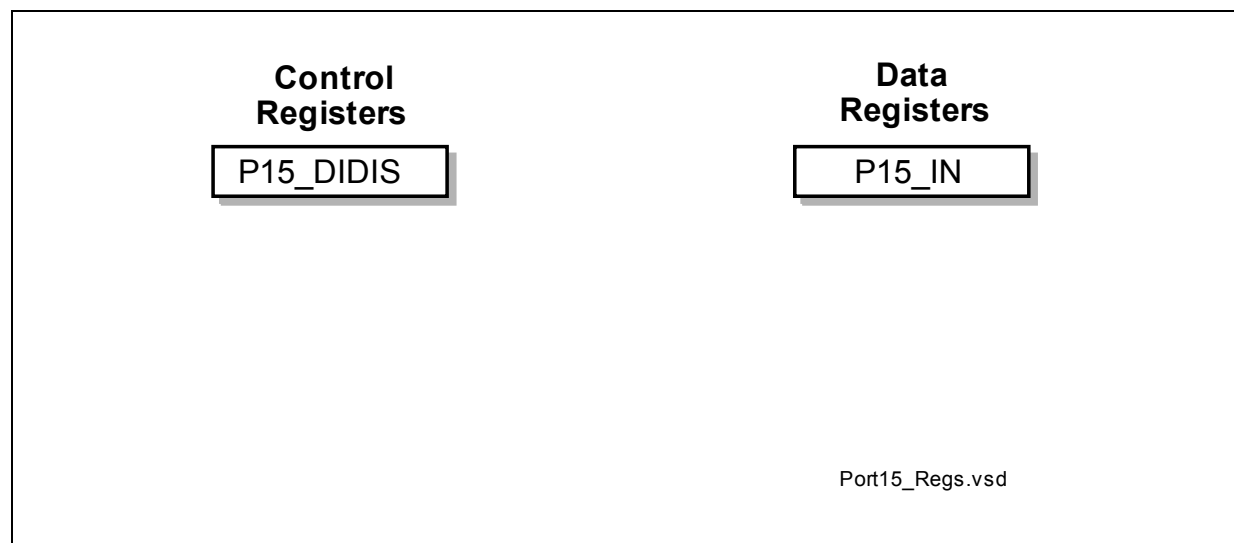 Control
Registers
P15_DIDIS
Data
Registers
P15_IN
Port15_Regs.vsd